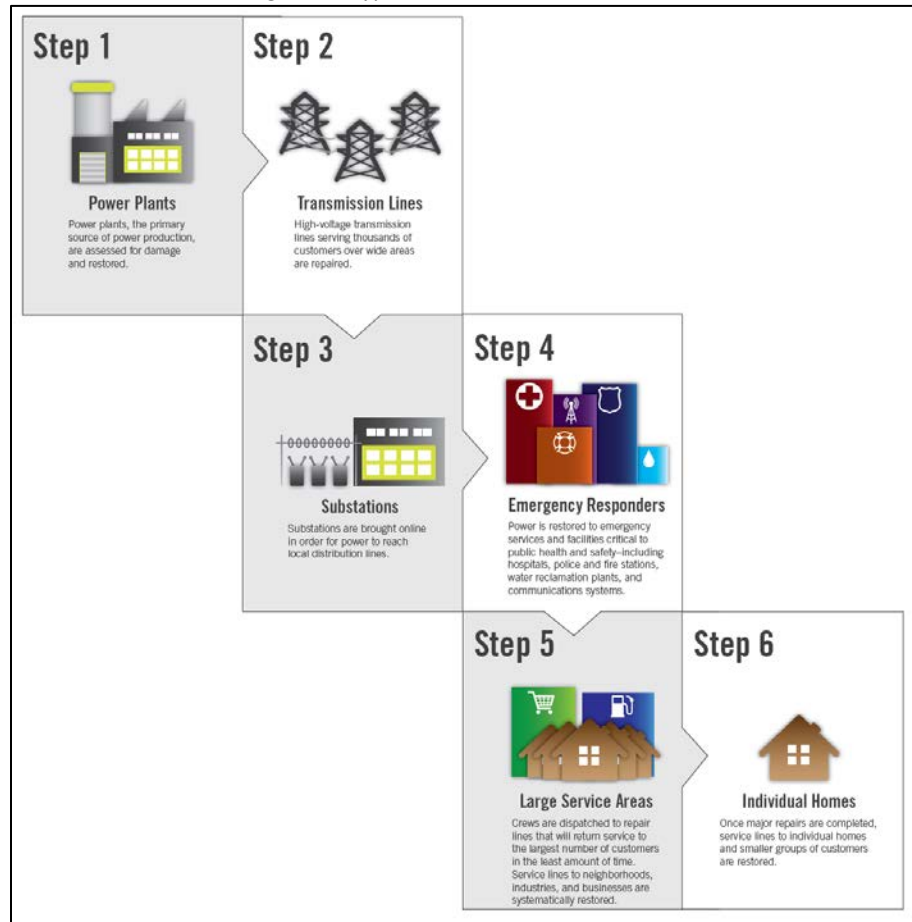 Step 1
Power Plants
Power plants, the primary
source of power production,
are assessed for damage
and restored.
Step 2
Transmission Lines
High-voltage transmission
lines serving thousands of
customers over wide areas
are repaired.
Step 3
Substations
Substations are brought online
in order for power to reach
local distribution lines.
Step 4
Emergency Responders
Power is restored to emergency
services and facilities critical to
public health and safety–including
hospitals, police and fire stations,
water reclamation plants, and
communications systems.
Step 5
Large Service Areas
Crews are dispatched to repair
lines that will return service to
the largest number of customers
in the least amount of time.
Service lines to neighborhoods,
industries, and businesses are
systematically restored.
Step 6
Individual Homes
Once major repairs are completed,
service lines to individual homes
and smaller groups of customers
are restored.